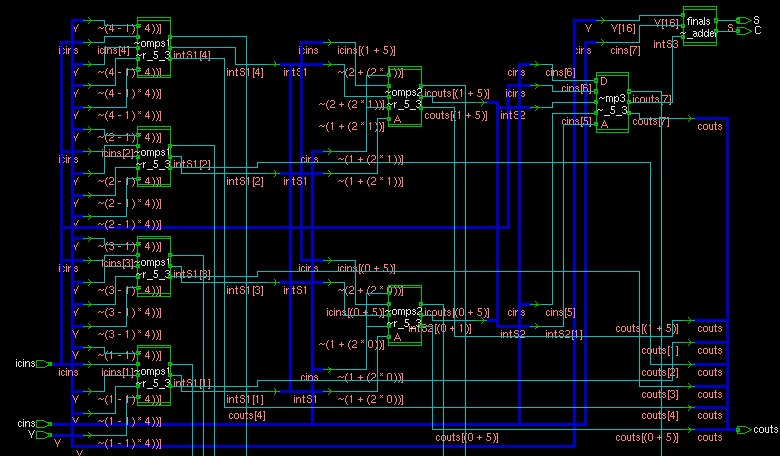 Y ~(4 - 1) * 4))]
icins icins[4] omps1
~r_5_3 intS1[4]
Y ~(4 - 1) * 4))]
intS1[4] intS1
Y ~(4 - 1) * 4))]
Y ~(4 - 1) * 4))]
Y ~(2 - 1) * 4))]
icins icins[2] omps1
~r_5_3 intS1[2]
intS1[2] intS1
Y ~(2 - 1) * 4))]
Y ~(2 - 1) * 4))]
Y ~(2 - 1) * 4))]
Y ~(3 - 1) * 4))]
icins icins[3] omps1
~r_5_3 intS1[3]
Y ~(3 - 1) * 4))]
intS1[3] intS1
Y ~(3 - 1) * 4))]
Y ~(3 - 1) * 4))]
Y ~(1 - 1) * 4))]
icins
icins icins[1] omps1
~r_5_3 intS1[1]
Y ~(1 - 1) * 4))]
intS1[1] intS1
Y ~(1 - 1) * 4))]
couts[4]
cins
cins ~(1 - 1) * 4))]
Y
Y ~(1 - 1) * 4))]
Y
icins icins[(1 + 5)]
~(2 + (2 * 1))]
~omps2 icouts[(1 + 5)]
~(2 + (2 * 1))]
~r_5_3 couts[(1 + 5)]
A
~(1 + (2 * 1))]
cins ~(1 + (2 * 1))]
~(1 + (2 * 1))]
intS2
icins icins[(0 + 5)]
~(2 + (2 * 0))]
icins[(0 + 5)] ~omps2 icouts[(0 + 5)]
~r_5_3 intS2[(0 + 1)]
A
~(1 + (2 * 0))]
cins ~(1 + (2 * 0))]
~(1 + (2 * 0))]
couts[(0 + 5)]
intS2 intS2[1]
Y Y[16] Y[16]
cins cins[7] intS3
finals
~_adder
S
S
C
cins cins[6]
icins cins[6]
D
~mp3
~_5_3
A
icouts[7]
couts[7]
couts
cins[5]
cins cins[5]
couts[(1 + 5)] couts
couts[1] couts
couts[2] couts
couts[3] couts
couts[4] couts
couts[(0 + 5)] couts
couts